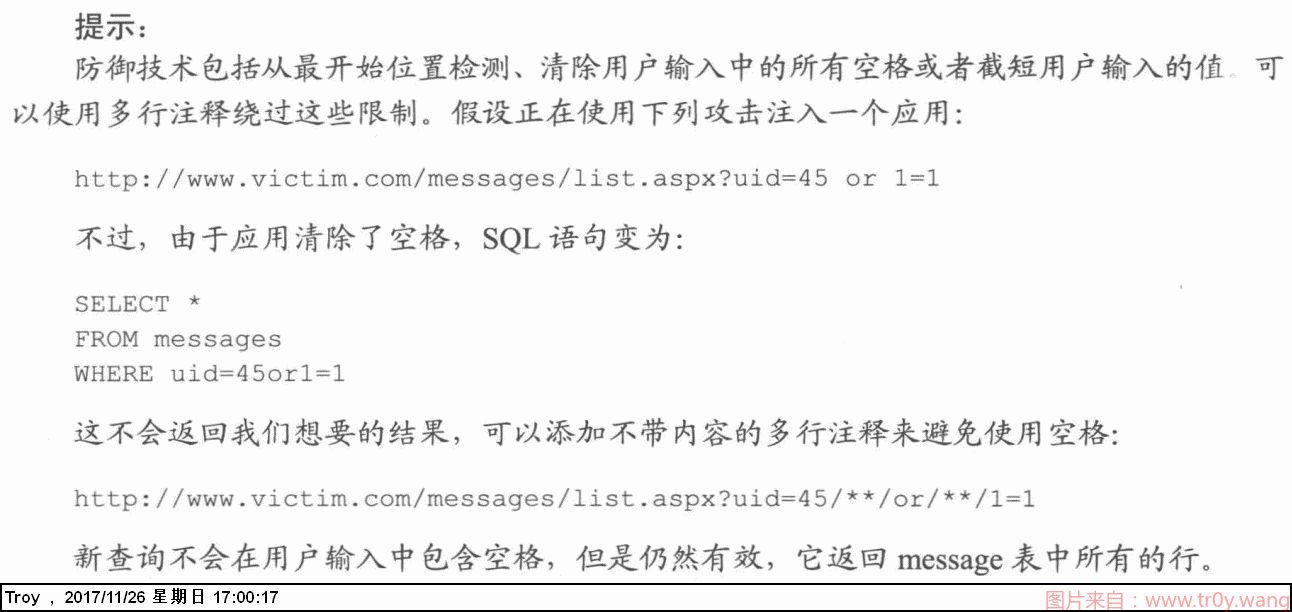 提示：
防御技术包括从最开始位置检测、清除用户输入中的所有空格或者截短用户输入的值。可
以使用多行注释绕过这些限制。假设正在使用下列攻击注入一个应用：
http://www.victim.com/messages/list.aspx?uid=45 or 1=1
不过，由于应用清除了空格，SQL 语句变为：
SELECT *
FROM messages
WHERE uid=45or1=1
这不会返回我们想要的结果，可以添加不带内容的多行注释来避免使用空格：
http://www.victim.com/messages/list.aspx?uid=45/**/or/**/1=1
新查询不会在用户输入中包含空格，但是仍然有效，它返回 message 表中所有的行。
Troy , 2017/11/26 星期日 17:00:17
图片来自：www.tr0y.wang